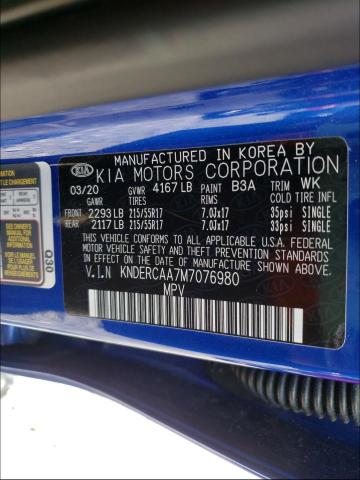 MANUFACTURED IN KOREA BY
KIA KIA MOTORS CORPORATION
03/20 GVWR 4167 LB PAINT B3A TRIM WK
GAWR TIRES RIMS COLD TIRE INFL
FRONT 2293 LB 215/55R17 7.0Jx17 35psi SINGLE
REAR 2117 LB 215/55R17 7.0Jx17 33psi SINGLE
THIS VEHICLE CONFORMS TO ALL APPLICABLE U.S.A. FEDERAL
MOTOR VEHICLE SAFETY AND THEFT PREVENTION STANDARDS IN
EFFECT ON THE DATE OF MANUFACTURE SHOWN ABOVE.
V.I.N KNDERCAA7M7076980
MPV
Q30